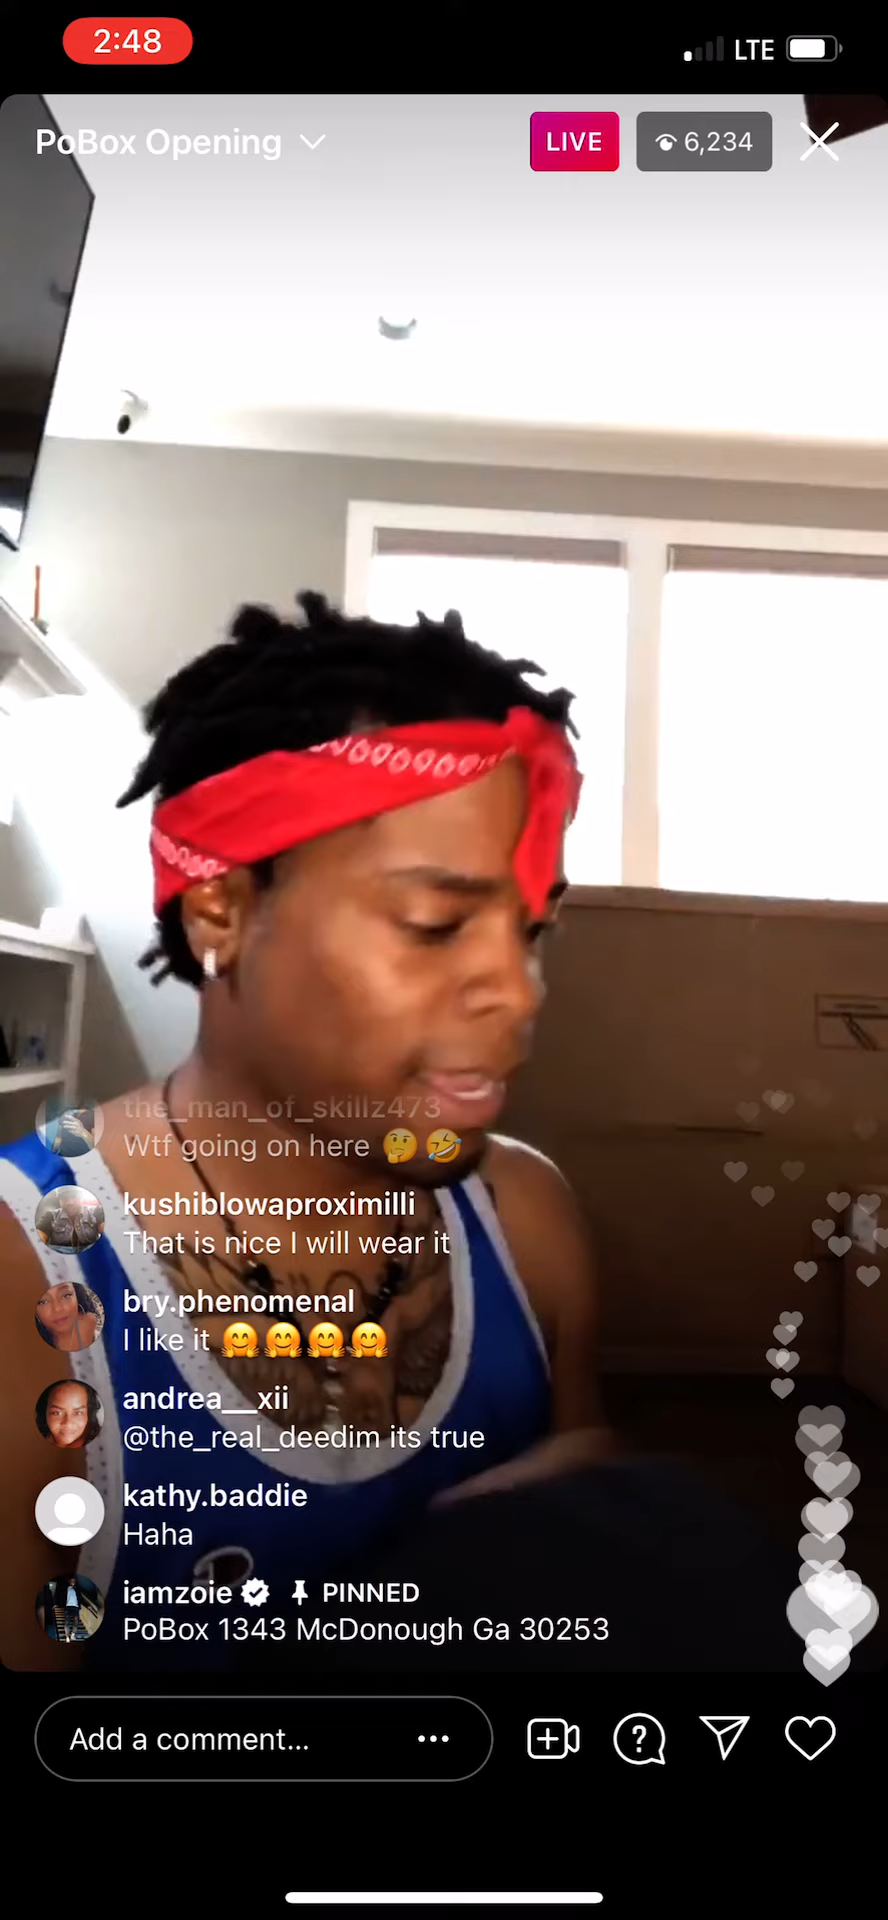 2:48
LTE
PoBox Opening
LIVE
6,234
the_man_of_skillz473
Wtf going on here 🤔🤣
kushiblowaproximilli
That is nice I will wear it
bry.phenomenal
I like it 🤗🤗🤗🤗
andrea__xii
@the_real_deedim its true
kathy.baddie
Haha
iamzoie PINNED
PoBox 1343 McDonough Ga 30253
Add a comment...